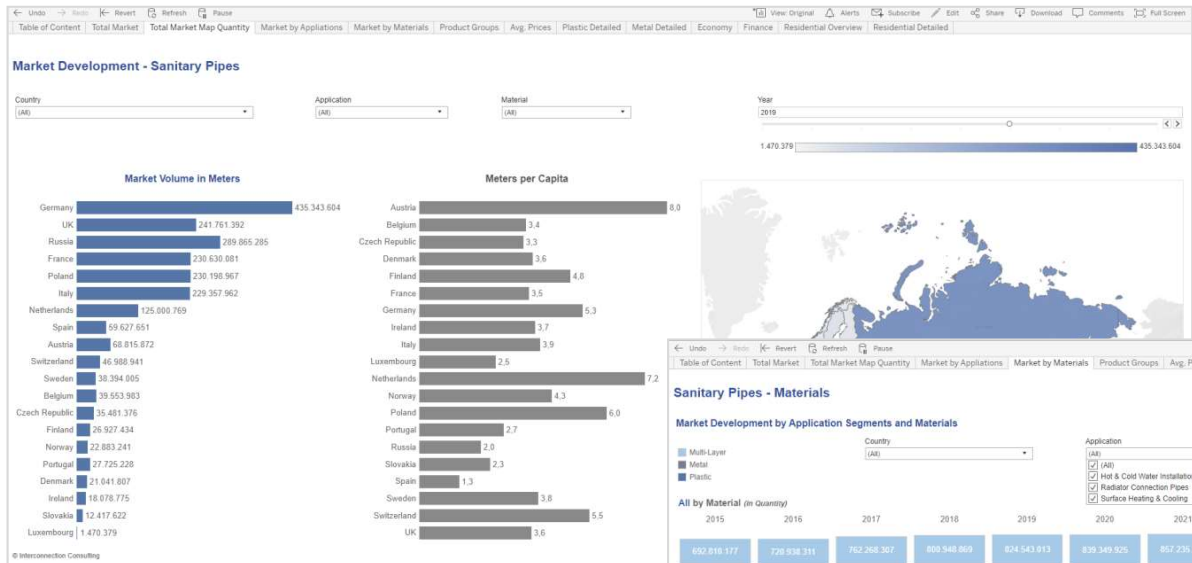 ← Undo → Redo Revert Refresh Pause View: Original Alerts Subscribe Edit Share Download Comments Full Screen
Table of Content Total Market Total Market Map Quantity Market by Appliations Market by Materials Product Groups Avg. Prices Plastic Detailed Metal Detailed Economy Finance Residential Overview Residential Detailed
Market Development - Sanitary Pipes
Country Application Material Year
(All) (All) (All) 2019
1.470.379 435.343.604
Market Volume in Meters
Germany 435.343.604
UK 241.761.392
Russia 289.865.285
France 230.630.081
Poland 230.198.967
Italy 229.357.962
Netherlands 125.000.769
Spain 59.627.651
Austria 68.815.872
Switzerland 46.988.941
Sweden 38.394.005
Belgium 39.553.983
Czech Republic 35.481.376
Finland 26.927.434
Norway 22.883.241
Portugal 27.725.228
Denmark 21.041.807
Ireland 18.078.775
Slovakia 12.417.622
Luxembourg 1.470.379
© Interconnection Consulting
Meters per Capita
Austria 8,0
Belgium 3,4
Czech Republic 3,3
Denmark 3,6
Finland 4,8
France 3,5
Germany 5,3
Ireland 3,7
Italy 3,9
Luxembourg 2,5
Netherlands 7,2
Norway 4,3
Poland 6,0
Portugal 2,7
Russia 2,0
Slovakia 2,3
Spain 1,3
Sweden 3,8
Switzerland 5,5
UK 3,6
← Undo → Redo Revert Refresh Pause
Table of Content Total Market Total Market Map Quantity Market by Appliations Market by Materials Product Groups Avg.
Sanitary Pipes - Materials
Market Development by Application Segments and Materials
Multi-Layer
Metal
Plastic
Country
(All)
Application
(All)
(All)
Hot & Cold Water Installation
Radiator Connection Pipes
Surface Heating & Cooling
All by Material (in Quantity)
2015 2016 2017 2018 2019 2020 2021
692.818.177 728.938.311 762.268.307 800.948.869 824.543.013 839.349.925 857.235.